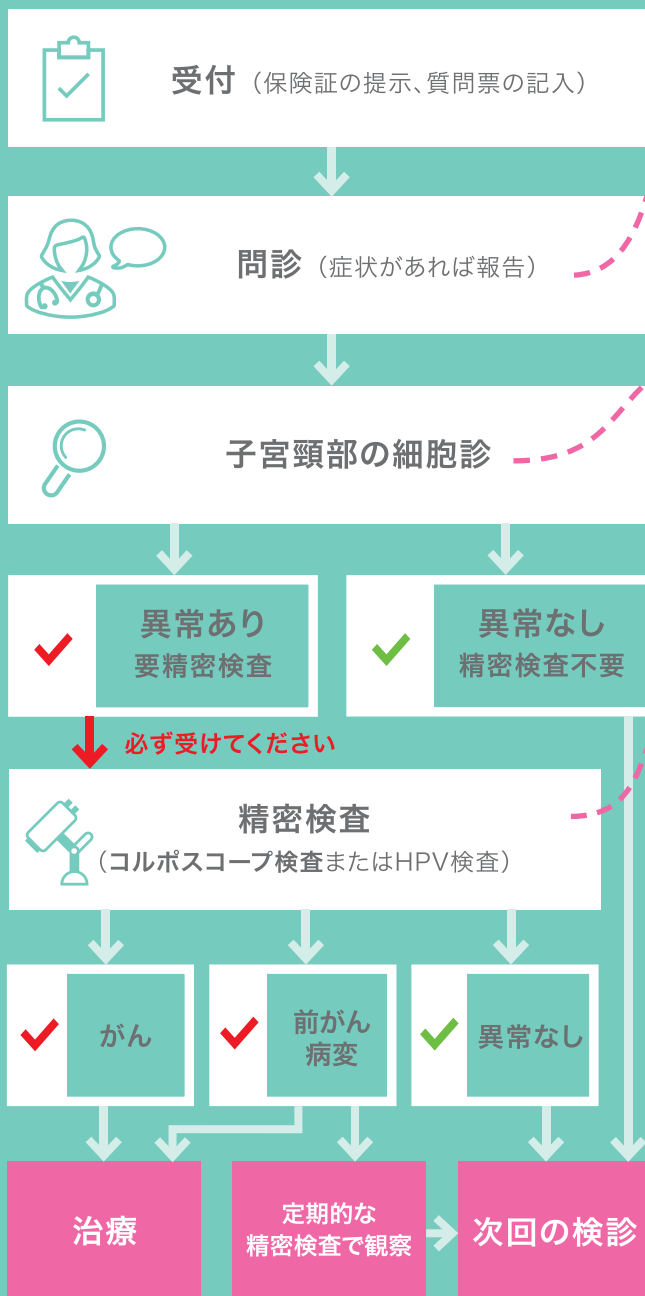 受付（保険証の提示、質問票の記入）
問診（症状があれば報告）
子宮頸部の細胞診
異常あり
要精密検査
異常なし
精密検査不要
必ず受けてください
精密検査
（コルポスコープ検査またはHPV検査）
がん
前がん
病変
異常なし
治療
定期的な
精密検査で観察
次回の検診